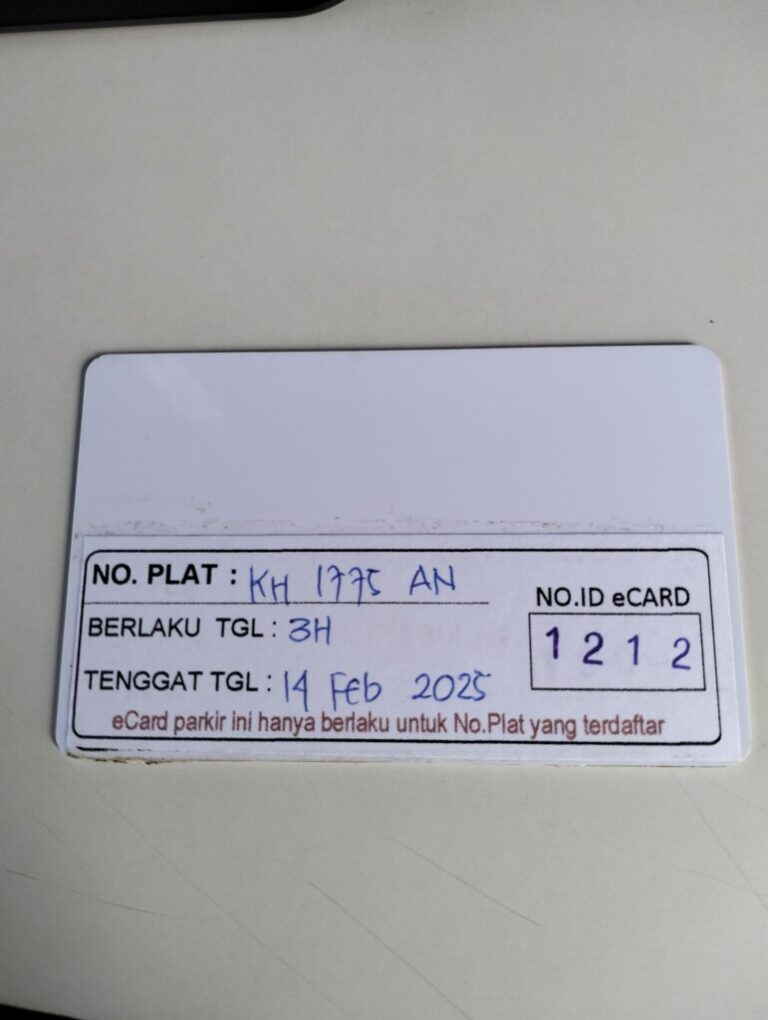 NO. PLAT : KH 1775 AN
BERLAKU TGL : 3H
TENGGAT TGL : 14 Feb 2025
NO.ID eCARD
1 2 1 2
eCard parkir ini hanya berlaku untuk No.Plat yang terdaftar